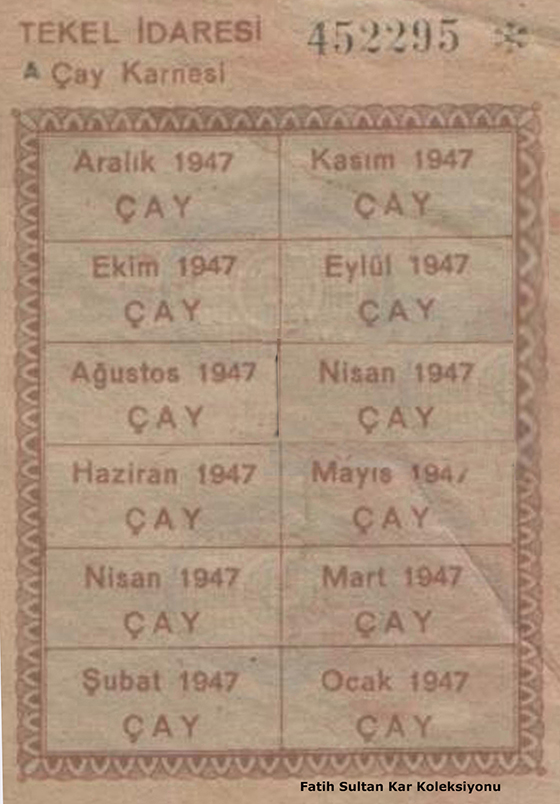 TEKEL İDARESİ 452295 *
A Çay Karnesi
Aralık 1947 Kasım 1947
ÇAY ÇAY
Ekim 1947 Eylül 1947
ÇAY ÇAY
Ağustos 1947 Nisan 1947
ÇAY ÇAY
Haziran 1947 Mayıs 1947
ÇAY ÇAY
Nisan 1947 Mart 1947
ÇAY ÇAY
Şubat 1947 Ocak 1947
ÇAY ÇAY
Fatih Sultan Kar Koleksiyonu